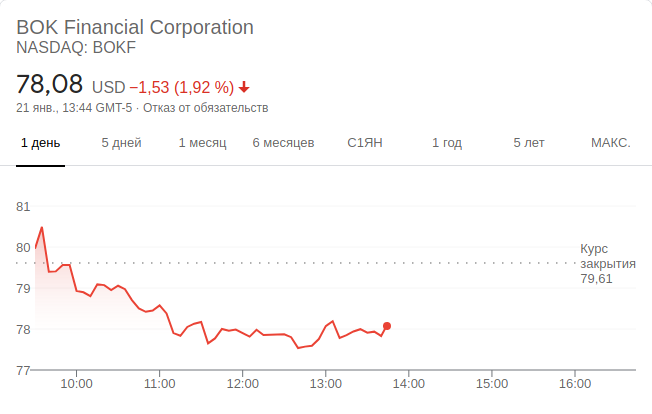 BOK Financial Corporation
NASDAQ: BOKF
78,08 USD −1,53 (1,92 %)
21 янв., 13:44 GMT-5 · Отказ от обязательств
1 день 5 дней 1 месяц 6 месяцев С1ЯН 1 год 5 лет МАКС.
81
80
Курс
закрытия
79,61
79
78
77
10:00 11:00 12:00 13:00 14:00 15:00 16:00